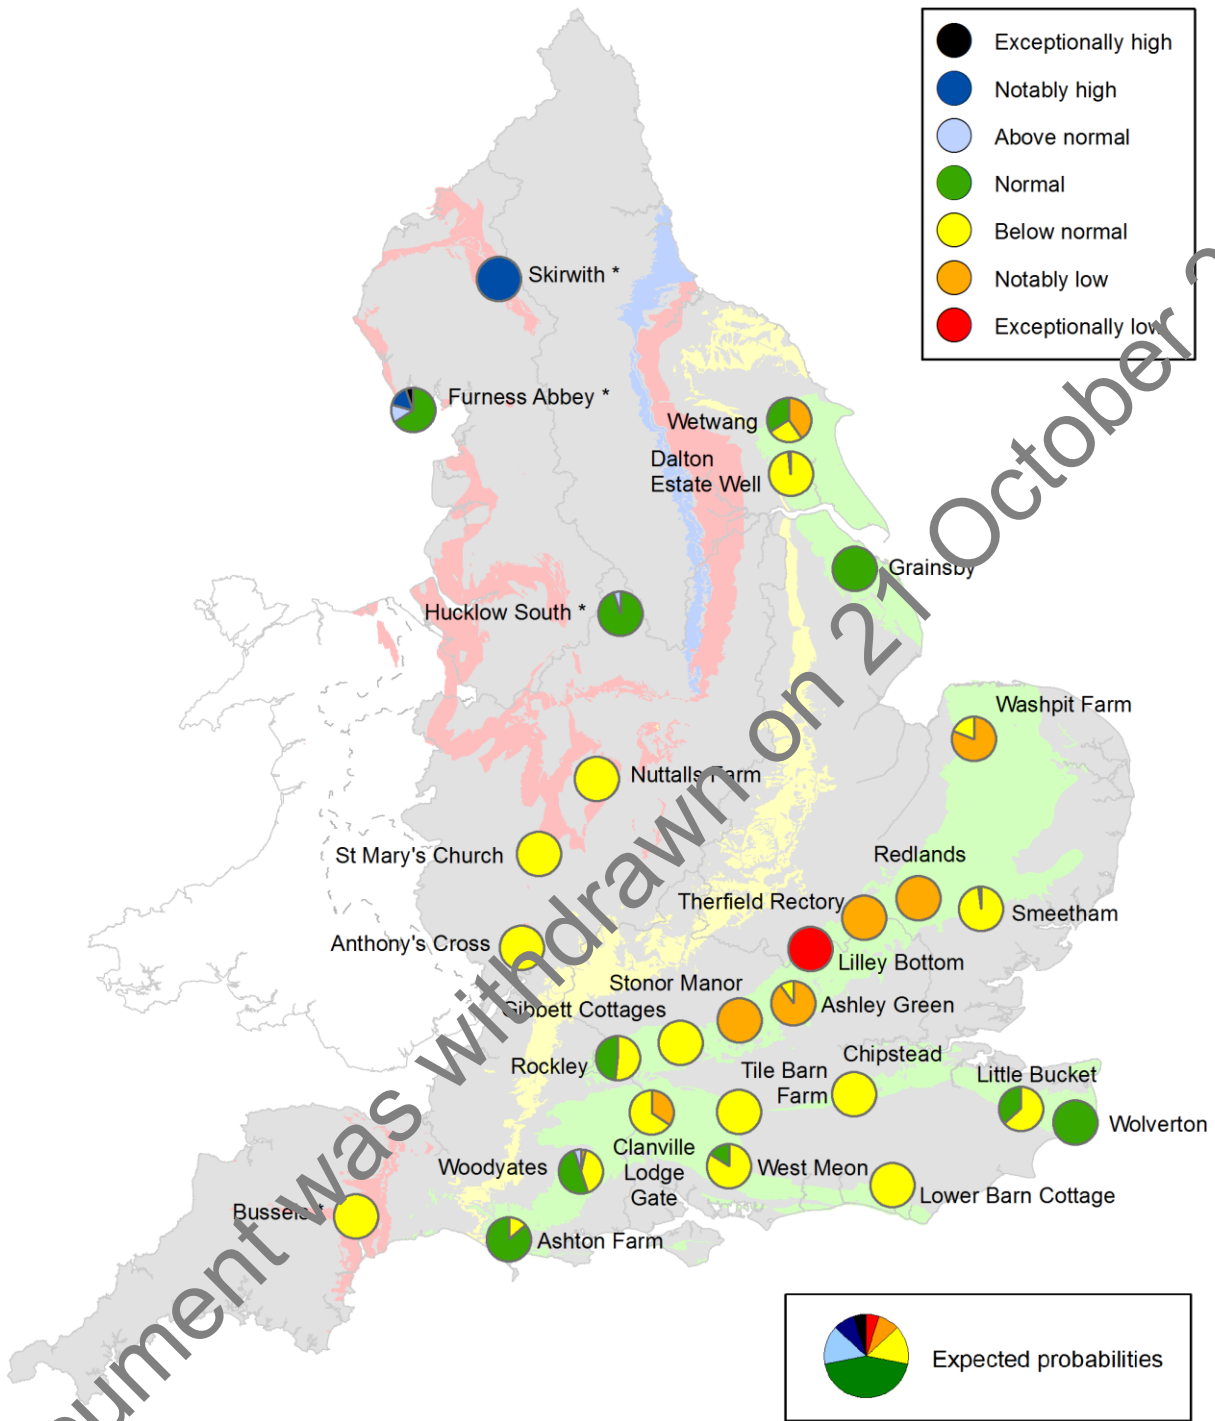 Exceptionally high
Notably high
Above normal
Normal
Below normal
Notably low
Exceptionally low
Skirwith *
Furness Abbey *
Wetwang
Dalton
Estate Well
Grainsby
Hucklow South *
Washpit Farm
Nuttalls Farm
St Mary's Church
Redlands
Therfield Rectory
Smeetham
Anthony's Cross
Lilley Bottom
Stonor Manor
Gibbett Cottages
Ashley Green
Rockley
Chipstead
Tile Barn
Farm
Little Bucket
Wolverton
Clanville
Lodge
Gate
Woodyates
West Meon
Lower Barn Cottage
Bussels *
Ashton Farm
Expected probabilities
ument was withdrawn on 21 October